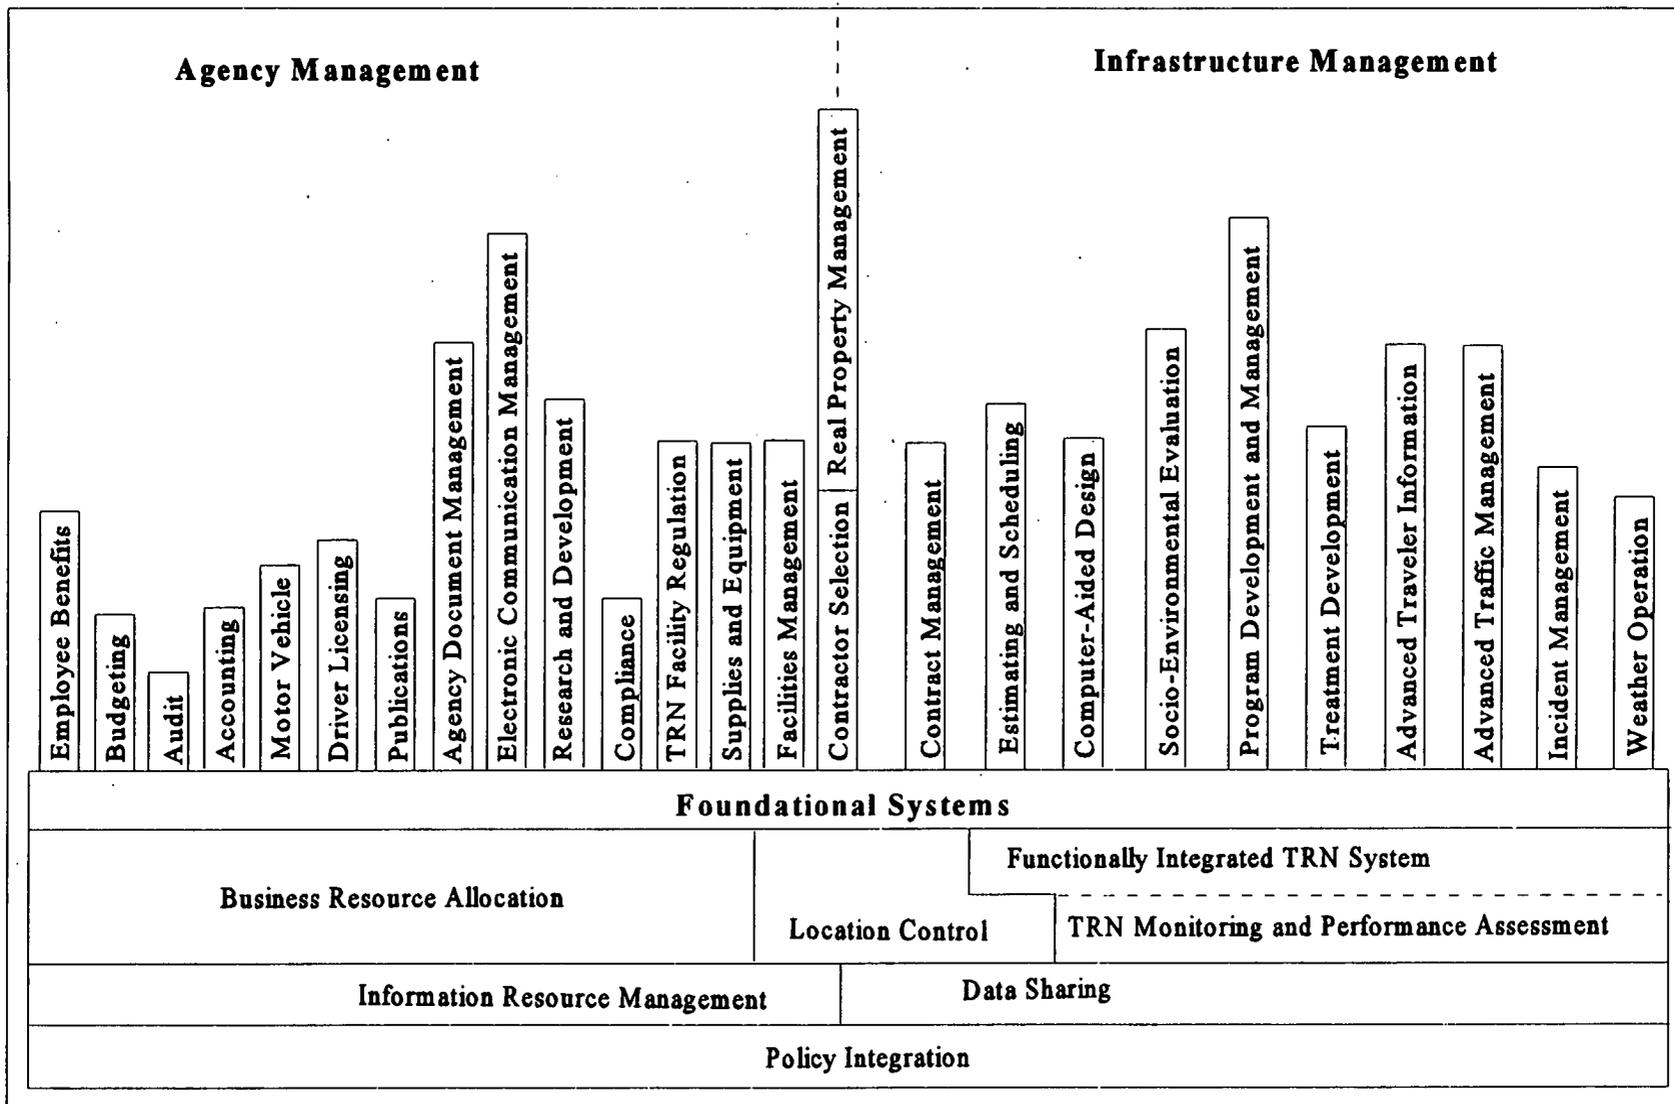 Agency Management
Infrastructure Management
Employee Benefits
Budgeting
Audit
Accounting
Motor Vehicle
Driver Licensing
Publications
Agency Document Management
Electronic Communication Management
Research and Development
Compliance
TRN Facility Regulation
Supplies and Equipment
Facilities Management
Contractor Selection
Real Property Management
Contract Management
Estimating and Scheduling
Computer-Aided Design
Socio-Environmental Evaluation
Program Development and Management
Treatment Development
Advanced Traveler Information
Advanced Traffic Management
Incident Management
Weather Operation
Foundational Systems
Business Resource Allocation
Location Control
Functionally Integrated TRN System
TRN Monitoring and Performance Assessment
Information Resource Management
Data Sharing
Policy Integration